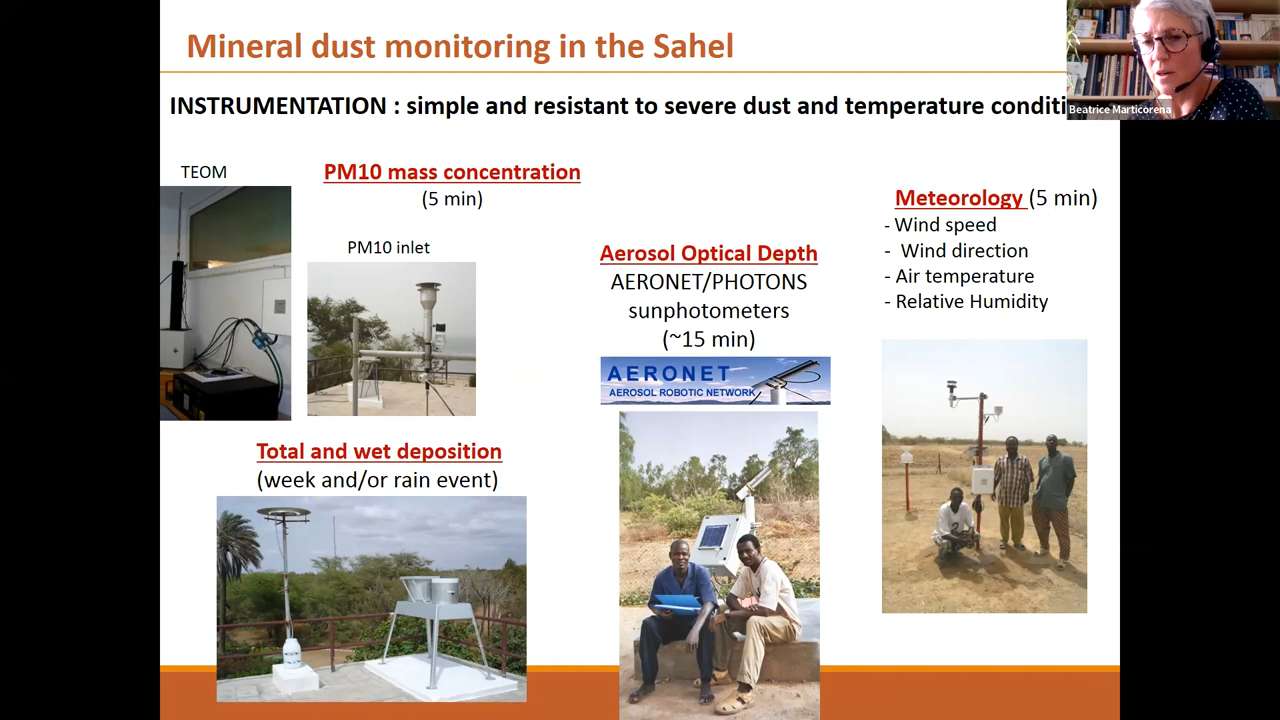 Mineral dust monitoring in the Sahel
Beatrice Marticorena
INSTRUMENTATION : simple and resistant to severe dust and temperature conditi
TEOM
PM10 mass concentration
(5 min)
PM10 inlet
Aerosol Optical Depth
AERONET/PHOTONS
sunphotometers
(~15 min)
AERONET
AEROSOL ROBOTIC NETWORK
Meteorology (5 min)
- Wind speed
- Wind direction
- Air temperature
- Relative Humidity
Total and wet deposition
(week and/or rain event)